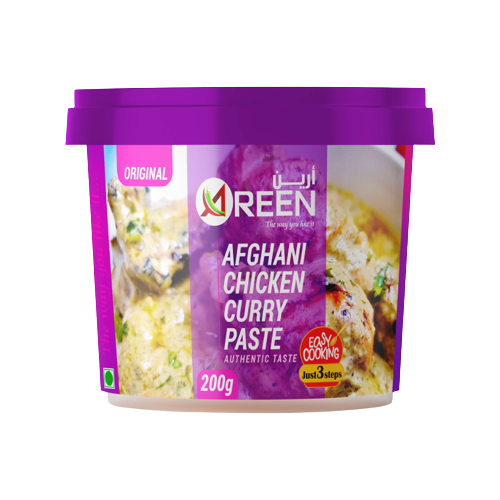 ORIGINAL
أرين
AREEN
The way you like it
AFGHANI
CHICKEN
CURRY
PASTE
AUTHENTIC TASTE
200g
EASY
COOKING
Just 3 steps